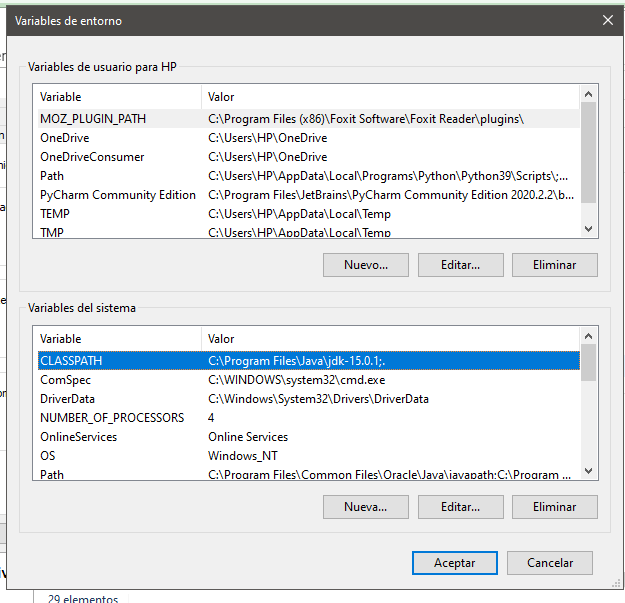 Variables de entorno
Variables de usuario para HP
Variable Valor
MOZ_PLUGIN_PATH C:\Program Files (x86)\Foxit Software\Foxit Reader\plugins\
OneDrive C:\Users\HP\OneDrive
OneDriveConsumer C:\Users\HP\OneDrive
Path C:\Users\HP\AppData\Local\Programs\Python\Python39\Scripts\;...
PyCharm Community Edition C:\Program Files\JetBrains\PyCharm Community Edition 2020.2.2\b...
TEMP C:\Users\HP\AppData\Local\Temp
TMP C:\Users\HP\AppData\Local\Temp
Nuevo... Editar... Eliminar
Variables del sistema
Variable Valor
CLASSPATH C:\Program Files\Java\jdk-15.0.1;.
ComSpec C:\WINDOWS\system32\cmd.exe
DriverData C:\Windows\System32\Drivers\DriverData
NUMBER_OF_PROCESSORS 4
OnlineServices Online Services
OS Windows_NT
Path C:\Program Files\Common Files\Oracle\Java\javapath;C:\Program ...
Nueva... Editar... Eliminar
Aceptar Cancelar
29 elementos